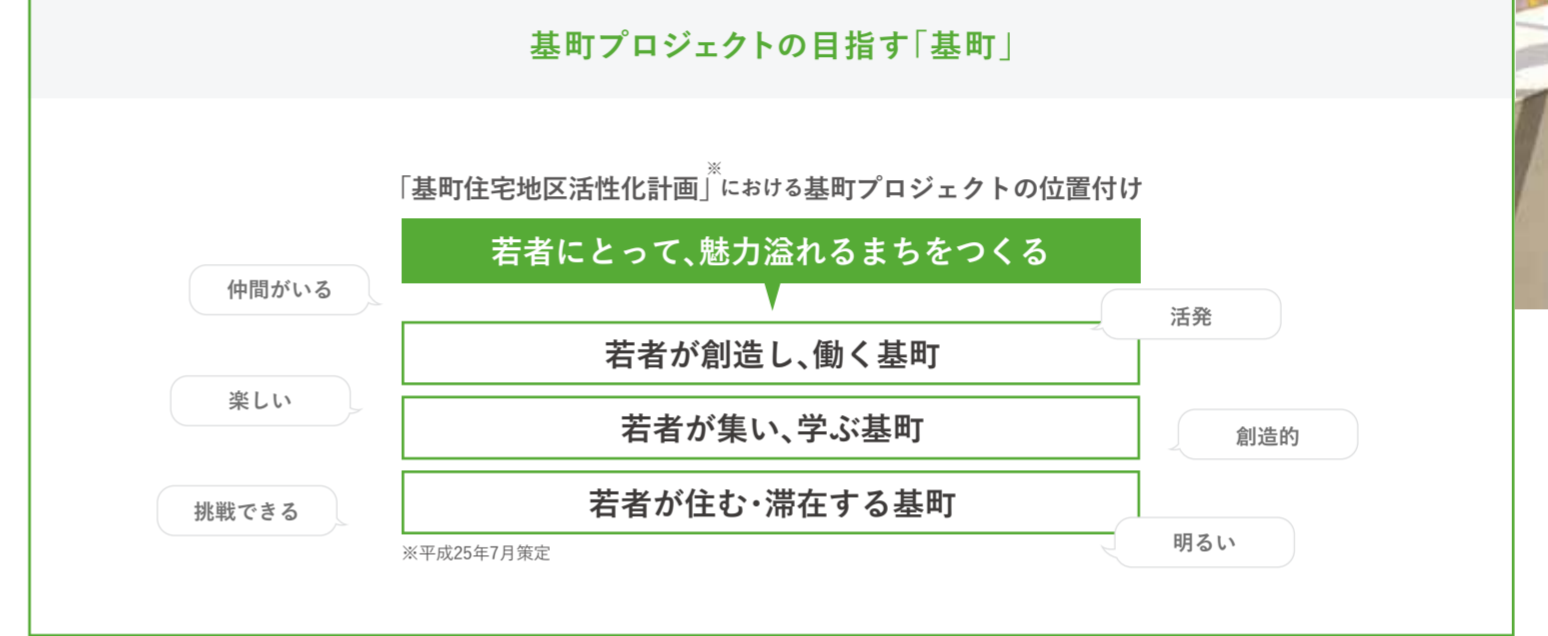 基町プロジェクトの目指す「基町」
「基町住宅地区活性化計画」※における基町プロジェクトの位置付け
若者にとって、魅力溢れるまちをつくる
仲間がいる
活発
若者が創造し、働く基町
楽しい
若者が集い、学ぶ基町
創造的
挑戦できる
若者が住む・滞在する基町
明るい
※平成25年7月策定